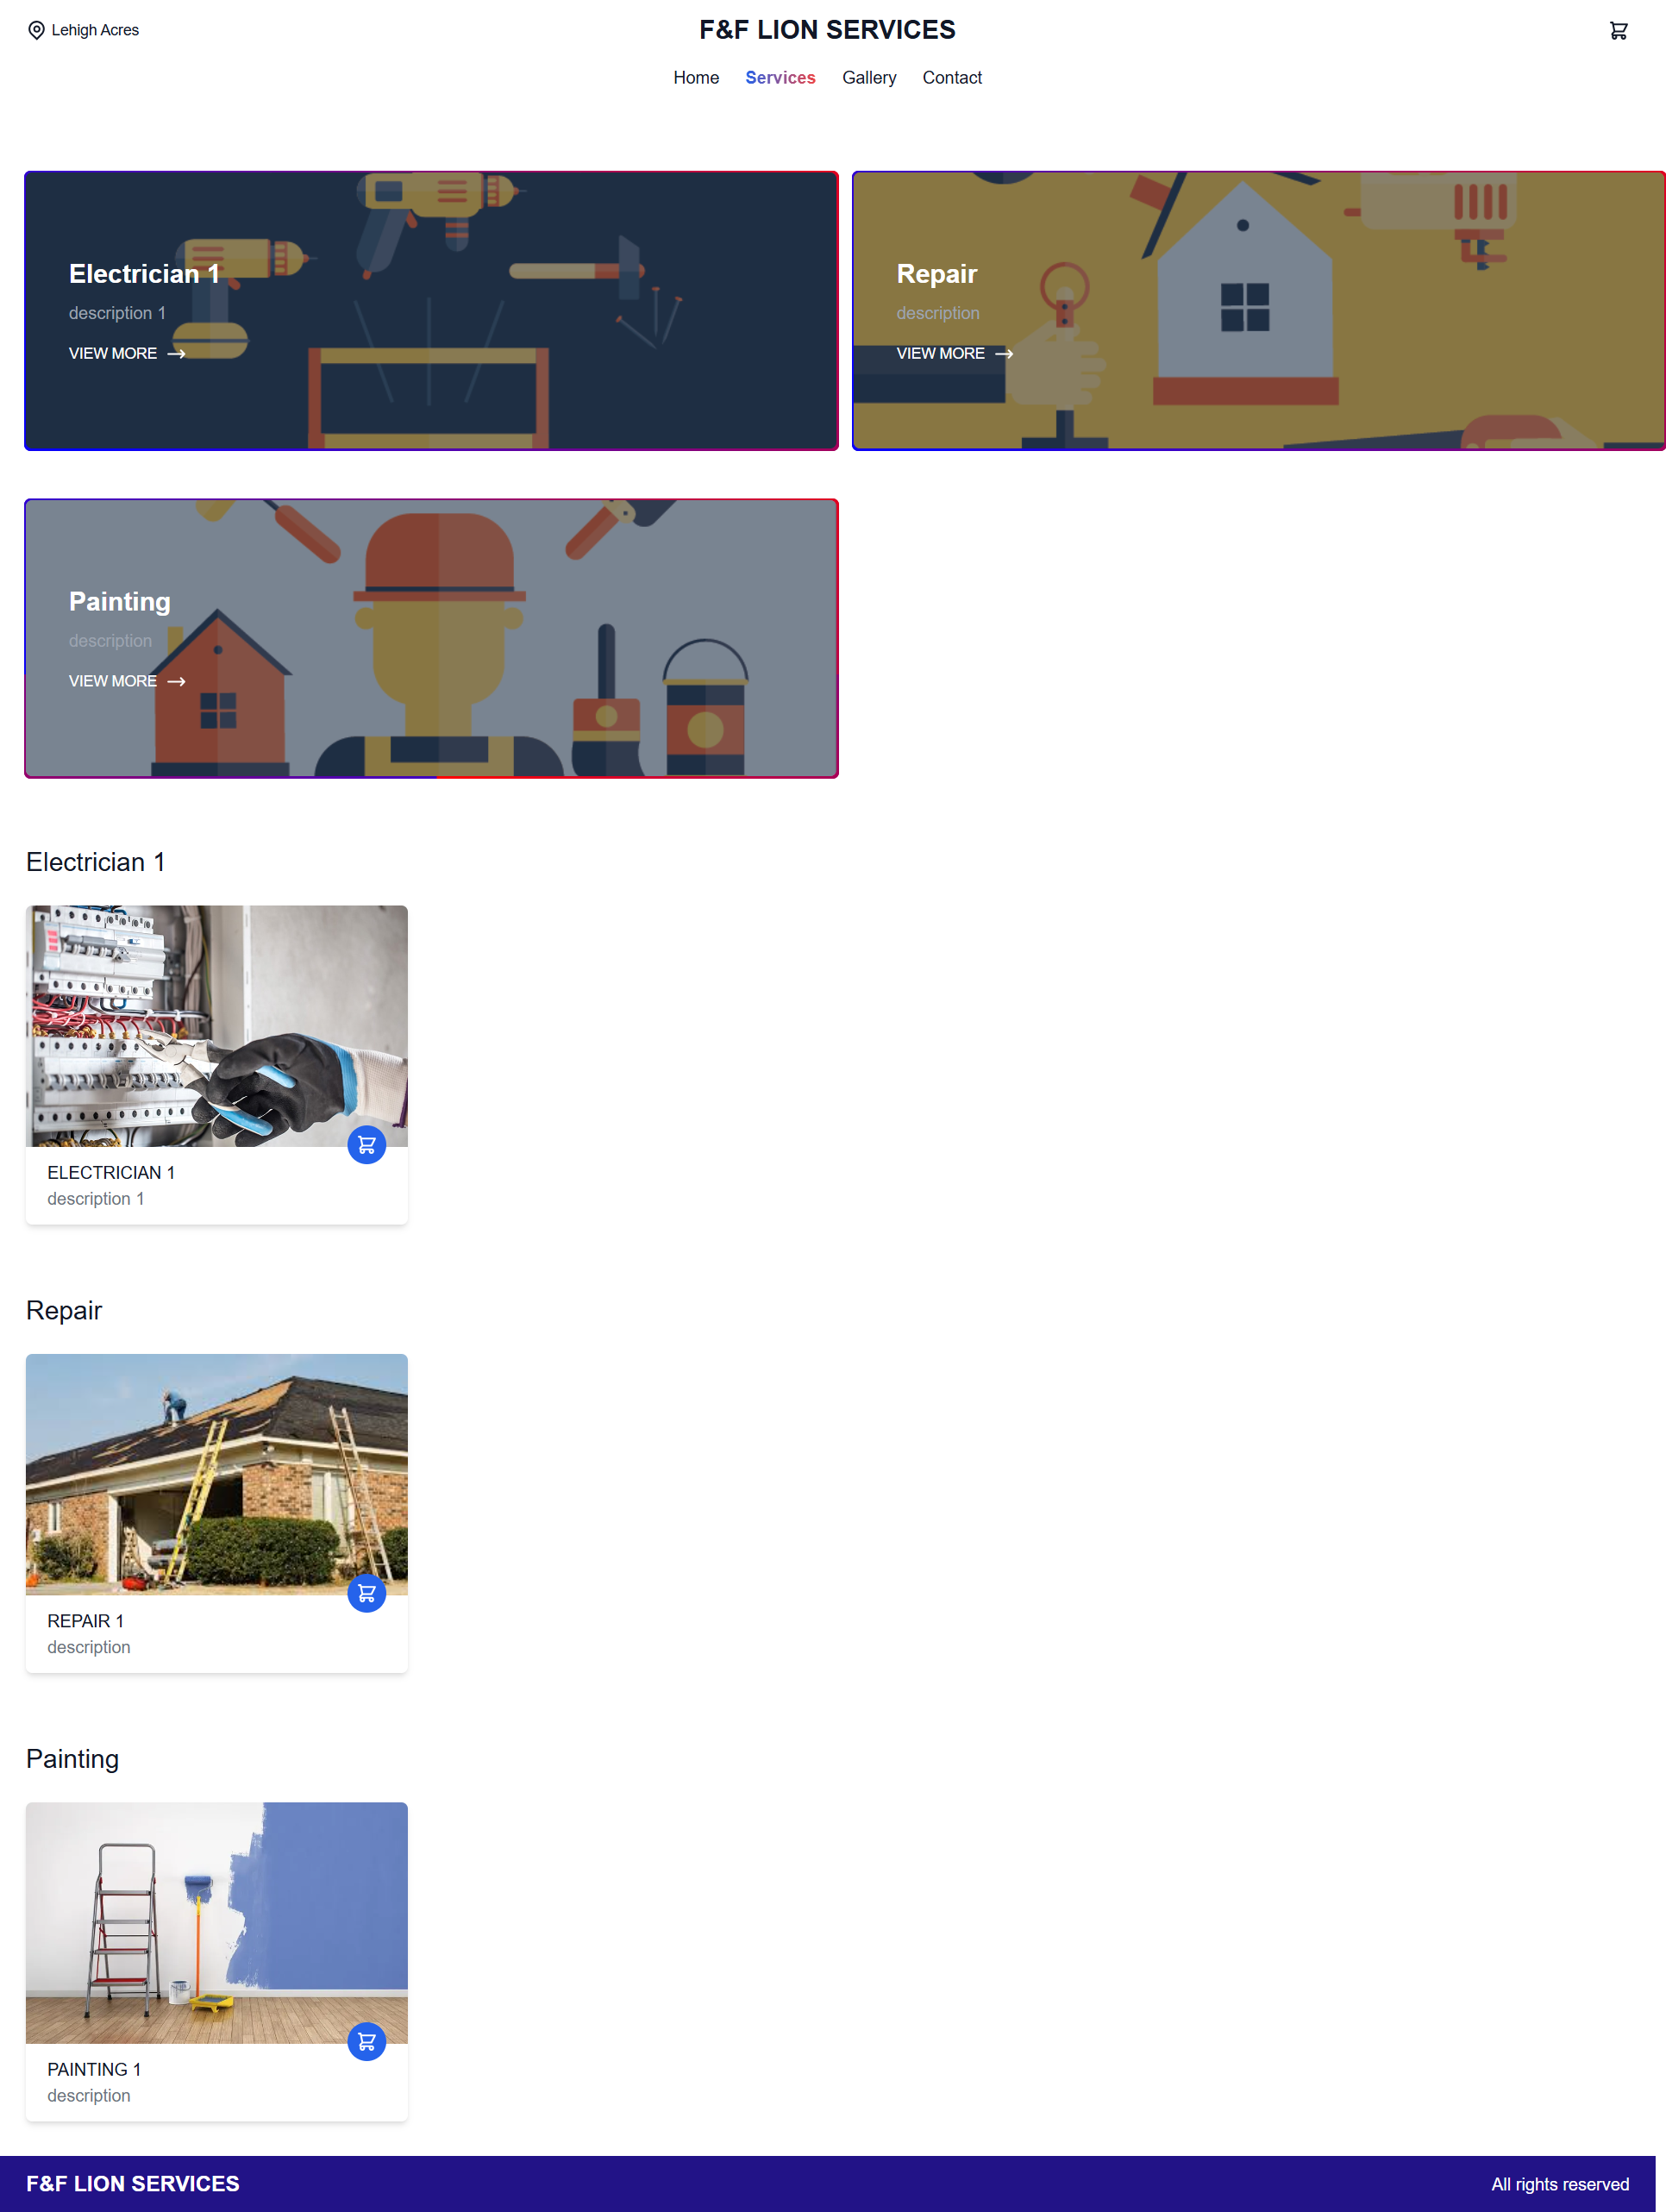 Lehigh Acres
F&F LION SERVICES
Home Services Gallery Contact
Electrician 1
description 1
VIEW MORE
Repair
description
VIEW MORE
Painting
description
VIEW MORE
Electrician 1
ELECTRICIAN 1
description 1
Repair
REPAIR 1
description
Painting
PAINTING 1
description
F&F LION SERVICES
All rights reserved